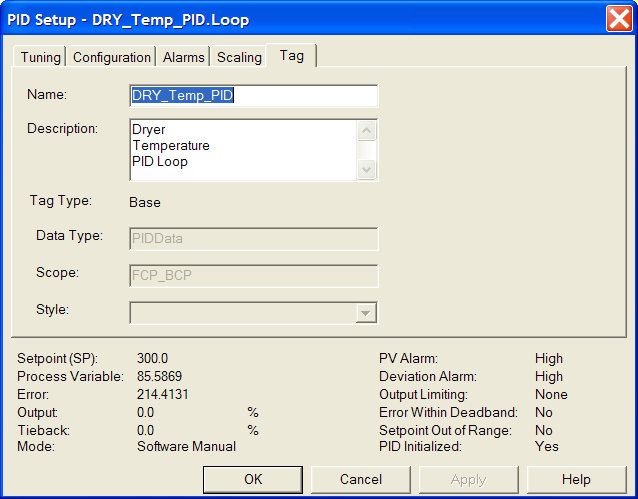 PID Setup - DRY_Temp_PID.Loop
Tuning Configuration Alarms Scaling Tag
Name: DRY_Temp_PID
Description: Dryer
Temperature
PID Loop
Tag Type: Base
Data Type: PIDData
Scope: FCP_BCP
Style:
Setpoint (SP): 300.0 PV Alarm: High
Process Variable: 85.5869 Deviation Alarm: High
Error: 214.4131 Output Limiting: None
Output: 0.0 % Error Within Deadband: No
Tieback: 0.0 % Setpoint Out of Range: No
Mode: Software Manual PID Initialized: Yes
OK Cancel Apply Help